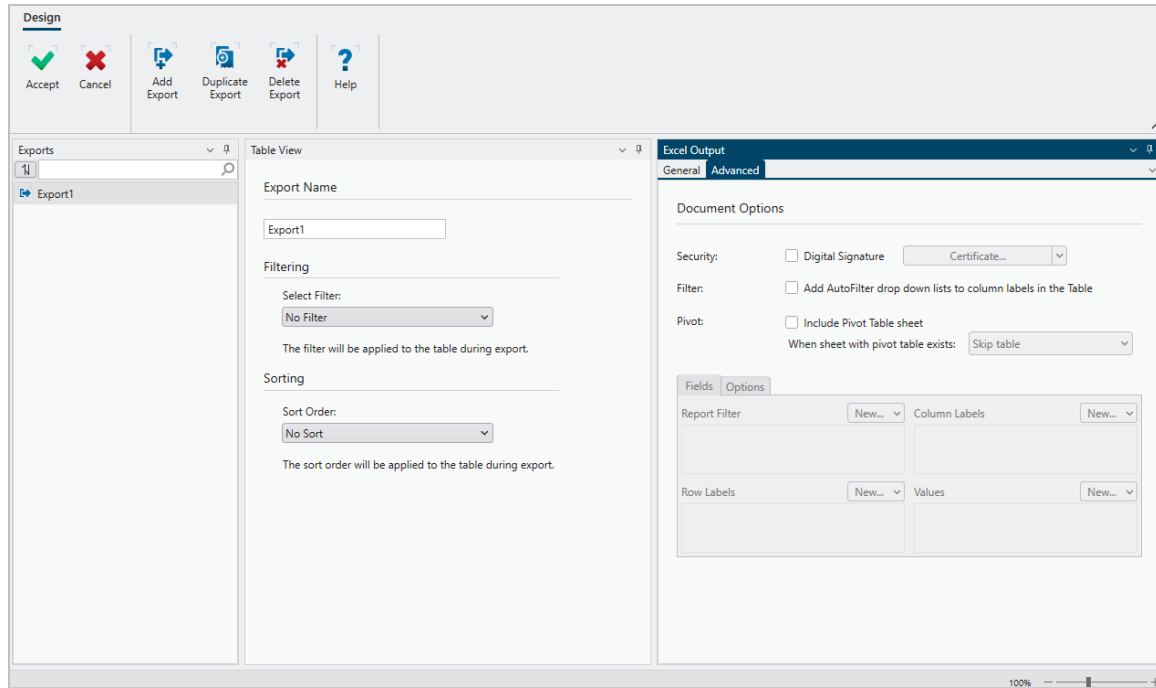 Design
Accept
Cancel
Add
Export
Duplicate
Export
Delete
Export
Help
Exports
Export1
Table View
Export Name
Export1
Filtering
Select Filter:
No Filter
The filter will be applied to the table during export.
Sorting
Sort Order:
No Sort
The sort order will be applied to the table during export.
Excel Output
General Advanced
Document Options
Security: Digital Signature Certificate...
Filter: Add AutoFilter drop down lists to column labels in the Table
Pivot: Include Pivot Table sheet
When sheet with pivot table exists: Skip table
Fields Options
Report Filter New... Column Labels New...
Row Labels New... Values New...
100%